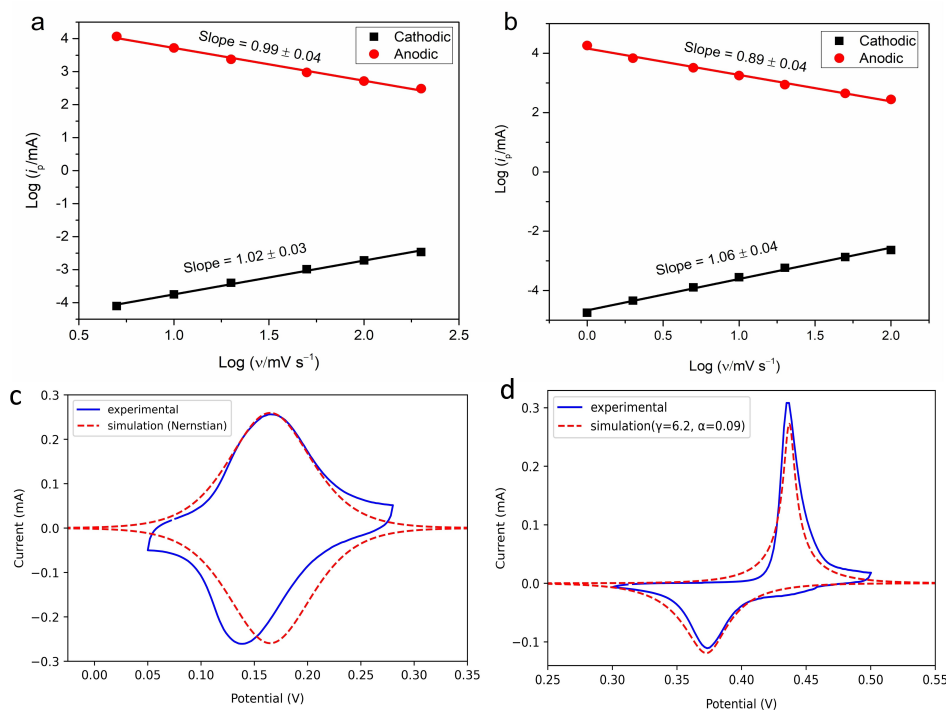 a
Cathodic
Anodic
Slope = 0.99 ± 0.04
Slope = 1.02 ± 0.03
Log (iₚ/mA)
4
2
0
-2
-4
0.5
1.0
1.5
2.0
2.5
Log (ν/mV s⁻¹)
b
Cathodic
Anodic
Slope = 0.89 ± 0.04
Slope = 1.06 ± 0.04
Log (iₚ/mA)
4
2
0
-2
-4
0.0
0.5
1.0
1.5
2.0
Log (ν/mV s⁻¹)
c
experimental
simulation (Nernstian)
Current (mA)
0.3
0.2
0.1
0.0
−0.1
−0.2
−0.3
0.00
0.05
0.10
0.15
0.20
0.25
0.30
0.35
Potential (V)
d
experimental
simulation(γ=6.2, α=0.09)
Current (mA)
0.3
0.2
0.1
0.0
−0.1
0.25
0.30
0.35
0.40
0.45
0.50
0.55
Potential (V)